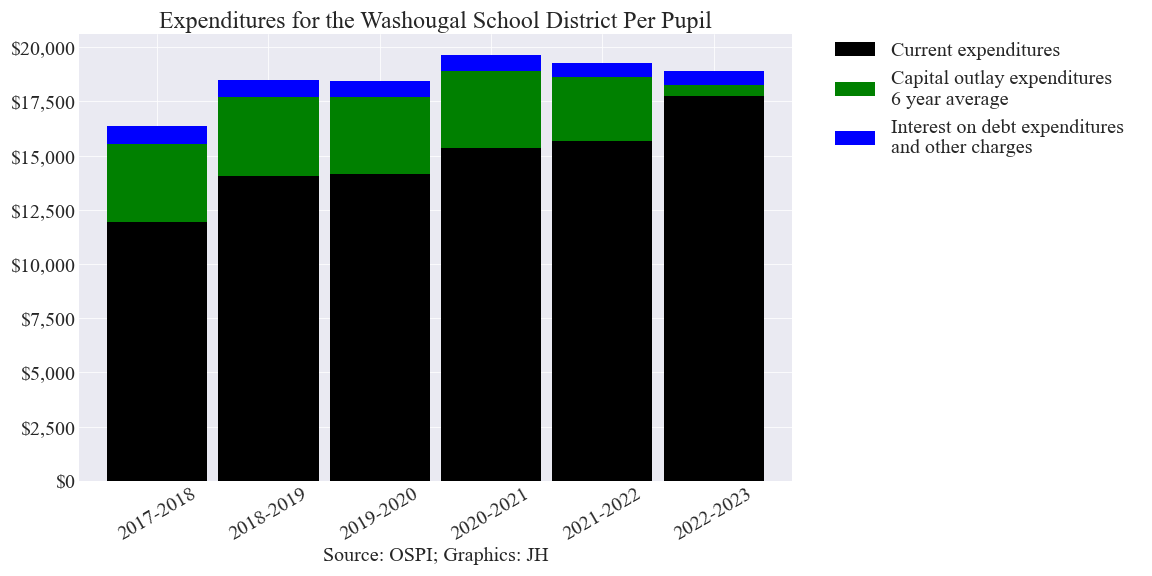 Expenditures for the Washougal School District Per Pupil
$20,000
$17,500
$15,000
$12,500
$10,000
$7,500
$5,000
$2,500
$0
2017-2018
2018-2019
2019-2020
2020-2021
2021-2022
2022-2023
Source: OSPI; Graphics: JH
Current expenditures
Capital outlay expenditures
6 year average
Interest on debt expenditures
and other charges